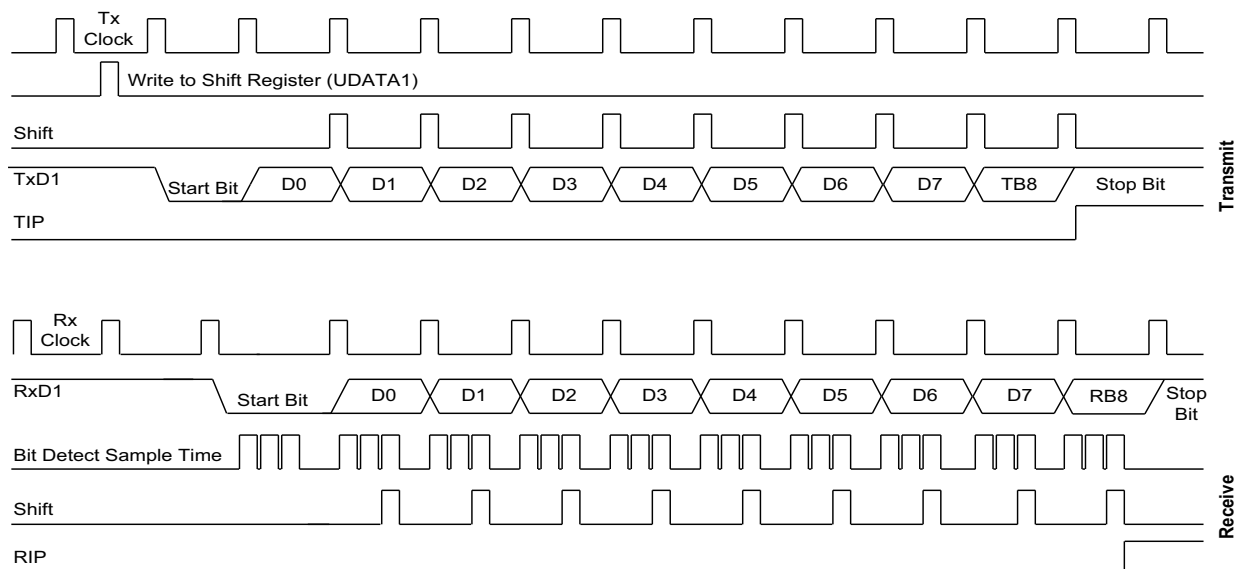 Tx
Clock
Write to Shift Register (UDATA1)
Shift
TxD1
Start Bit
D0
D1
D2
D3
D4
D5
D6
D7
TB8
Stop Bit
TIP
Transmit
Rx
Clock
RxD1
Start Bit
D0
D1
D2
D3
D4
D5
D6
D7
RB8
Stop
Bit
Bit Detect Sample Time
Shift
RIP
Receive